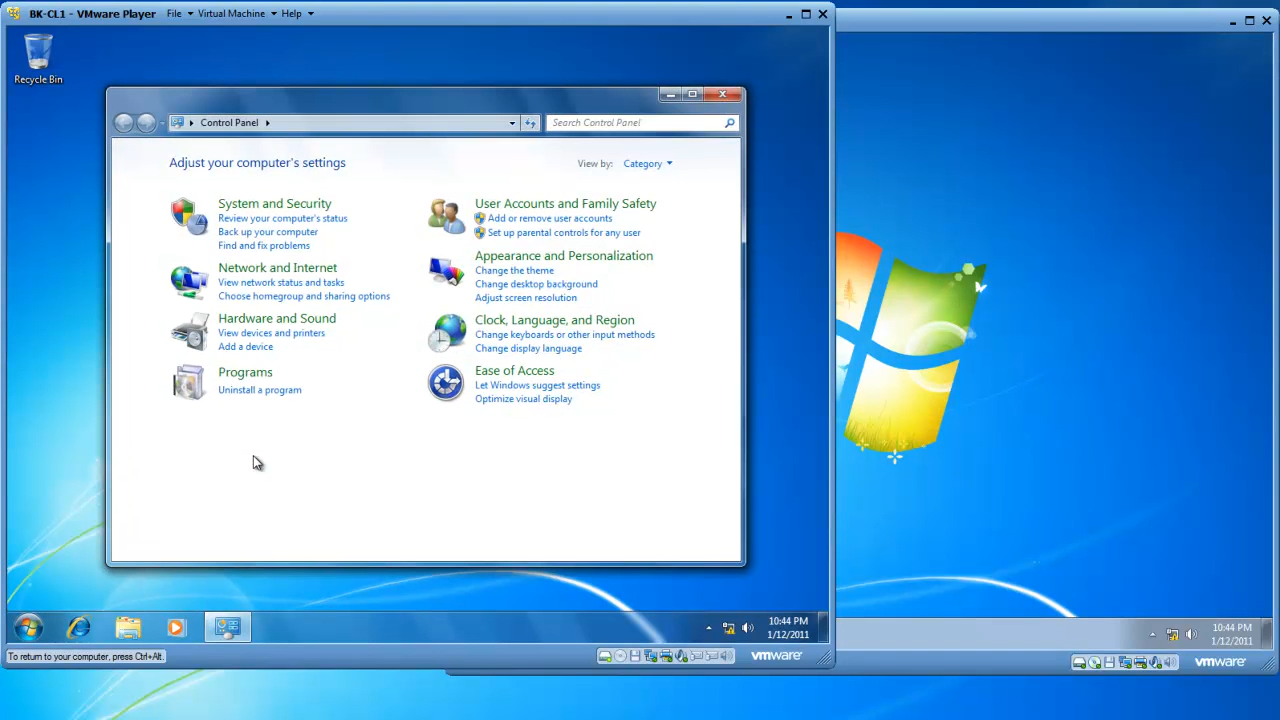 BK-CL1 - VMware Player File Virtual Machine Help
Recycle Bin
Control Panel
Search Control Panel
Adjust your computer's settings
View by: Category
System and Security
Review your computer's status
Back up your computer
Find and fix problems
Network and Internet
View network status and tasks
Choose homegroup and sharing options
Hardware and Sound
View devices and printers
Add a device
Programs
Uninstall a program
User Accounts and Family Safety
Add or remove user accounts
Set up parental controls for any user
Appearance and Personalization
Change the theme
Change desktop background
Adjust screen resolution
Clock, Language, and Region
Change keyboards or other input methods
Change display language
Ease of Access
Let Windows suggest settings
Optimize visual display
10:44 PM
1/12/2011
To return to your computer, press Ctrl+Alt.
vmware
10:44 PM
1/12/2011
vmware